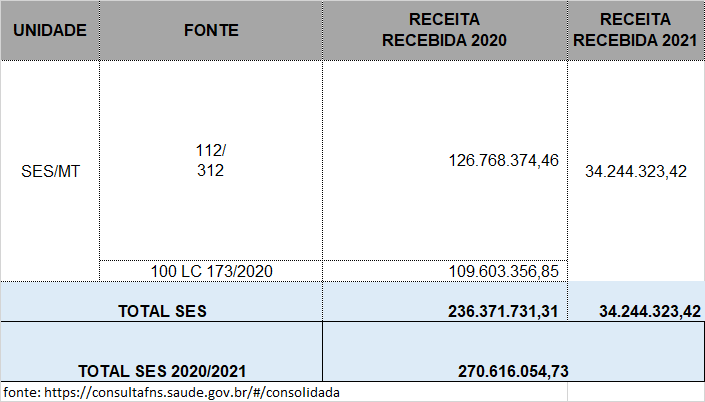 UNIDADE FONTE RECEITA RECEBIDA 2020 RECEITA RECEBIDA 2021
SES/MT 112/ 312 126.768.374,46 34.244.323,42
100 LC 173/2020 109.603.356,85
TOTAL SES 236.371.731,31 34.244.323,42
TOTAL SES 2020/2021 270.616.054,73
fonte: https://consultafns.saude.gov.br/#/consolidada